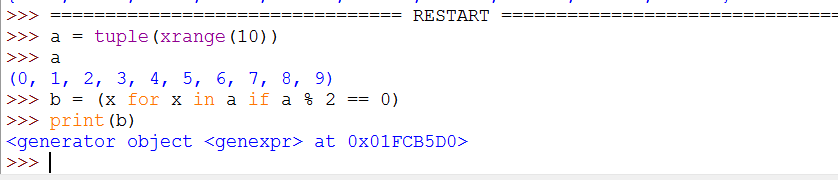 >>> ================================ RESTART ================================
>>> a = tuple(xrange(10))
>>> a
(0, 1, 2, 3, 4, 5, 6, 7, 8, 9)
>>> b = (x for x in a if a % 2 == 0)
>>> print(b)
<generator object <genexpr> at 0x01FCB5D0>
>>>